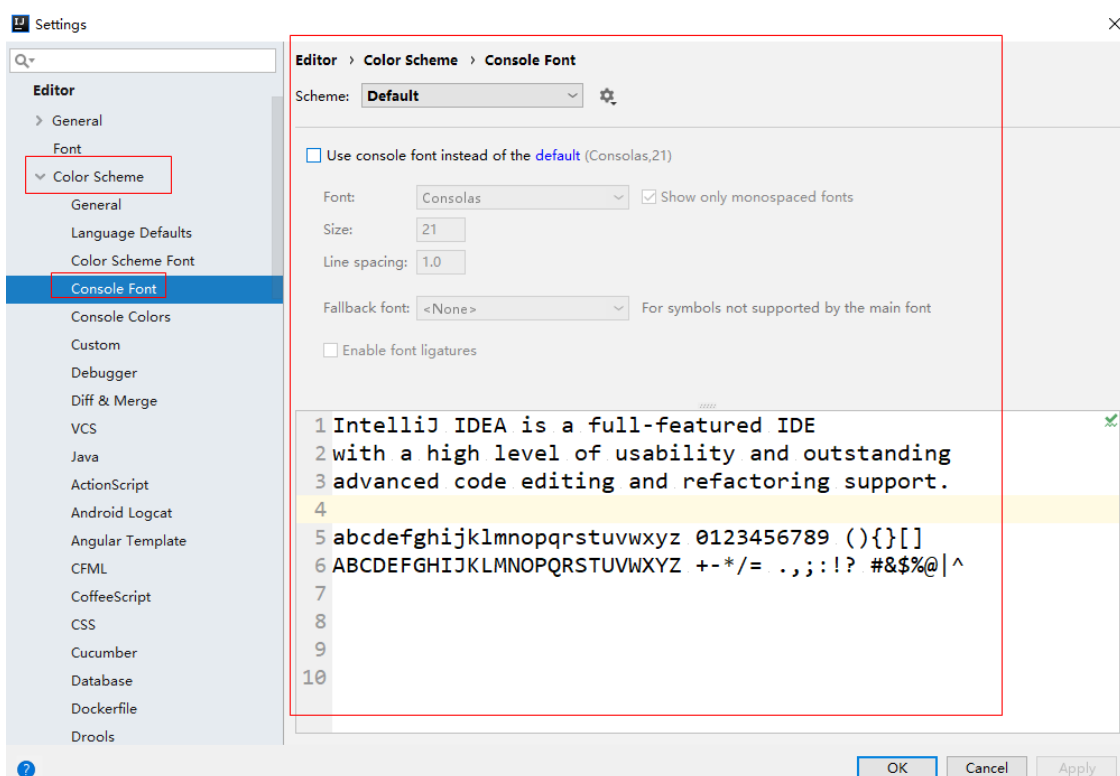 Settings
Editor
General
Font
Color Scheme
General
Language Defaults
Color Scheme Font
Console Font
Console Colors
Custom
Debugger
Diff & Merge
VCS
Java
ActionScript
Android Logcat
Angular Template
CFML
CoffeeScript
CSS
Cucumber
Database
Dockerfile
Drools
Editor › Color Scheme › Console Font
Scheme: Default
Use console font instead of the default (Consolas,21)
Font: Consolas Show only monospaced fonts
Size: 21
Line spacing: 1.0
Fallback font: <None> For symbols not supported by the main font
Enable font ligatures
1 IntelliJ IDEA is a full-featured IDE
2 with a high level of usability and outstanding
3 advanced code editing and refactoring support.
4
5 abcdefghijklmnopqrstuvwxyz 0123456789 (){}[]
6 ABCDEFGHIJKLMNOPQRSTUVWXYZ +-*/= .,;:!? #&$%@|^
7
8
9
10
? OK Cancel Apply